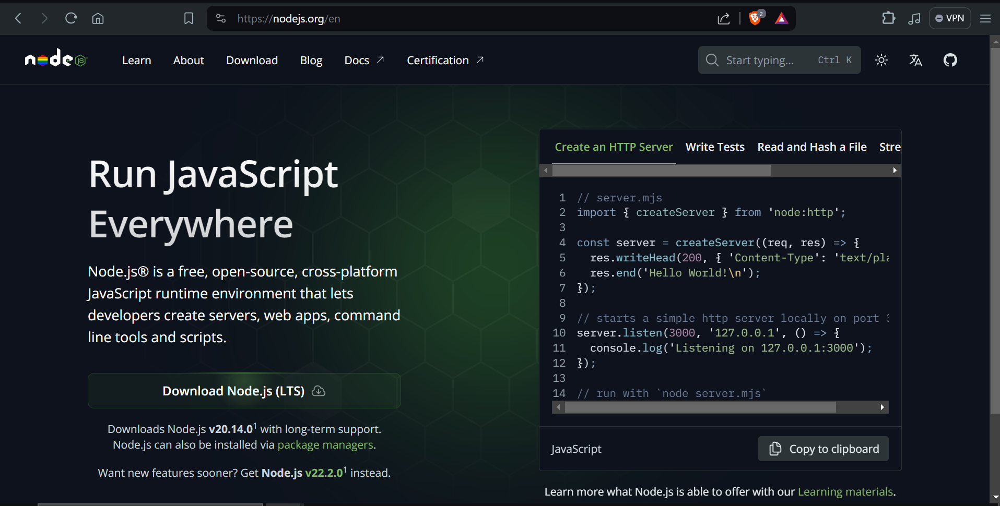 https://nodejs.org/en
2
VPN
node
JS
Learn
About
Download
Blog
Docs
Certification
Start typing...
Ctrl K
Run JavaScript
Everywhere
Node.js® is a free, open-source, cross-platform
JavaScript runtime environment that lets
developers create servers, web apps, command
line tools and scripts.
Download Node.js (LTS)
Downloads Node.js v20.14.0¹ with long-term support.
Node.js can also be installed via package managers.
Want new features sooner? Get Node.js v22.2.0¹ instead.
Create an HTTP Server
Write Tests
Read and Hash a File
Stre
1 // server.mjs
2 import { createServer } from 'node:http';
3
4 const server = createServer((req, res) => {
5   res.writeHead(200, { 'Content-Type': 'text/pla
6   res.end('Hello World!\n');
7 });
8
9 // starts a simple http server locally on port
10 server.listen(3000, '127.0.0.1', () => {
11   console.log('Listening on 127.0.0.1:3000');
12 });
13
14 // run with `node server.mjs`
JavaScript
Copy to clipboard
Learn more what Node.js is able to offer with our Learning materials.